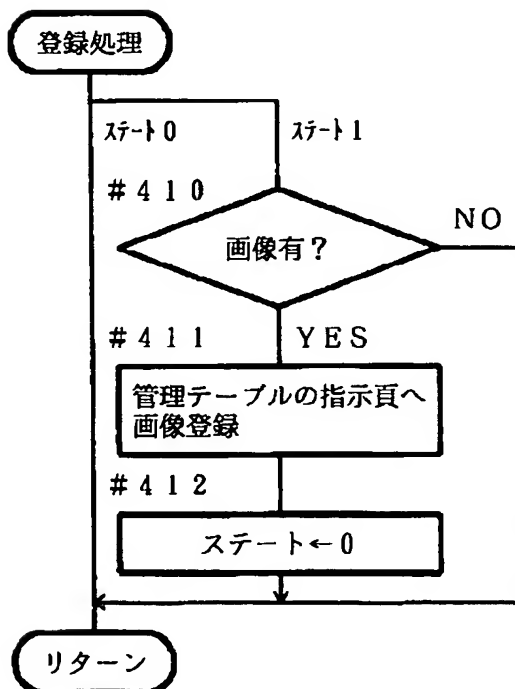 登録処理
ステート0
ステート1
#410
画像有?
NO
#411
YES
管理テーブルの指示頁へ
画像登録
#412
ステート←0
リターン